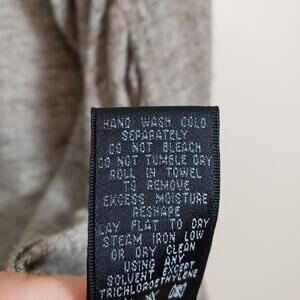 HAND WASH COLD
SEPARATELY
DO NOT BLEACH
DO NOT TUMBLE DRY
ROLL IN TOWEL
TO REMOVE
EXCESS MOISTURE
RESHAPE
LAY FLAT TO DRY
STEAM IRON LOW
OR DRY CLEAN
USING ANY
SOLVENT EXCEPT
TRICHLOROETHYLENE